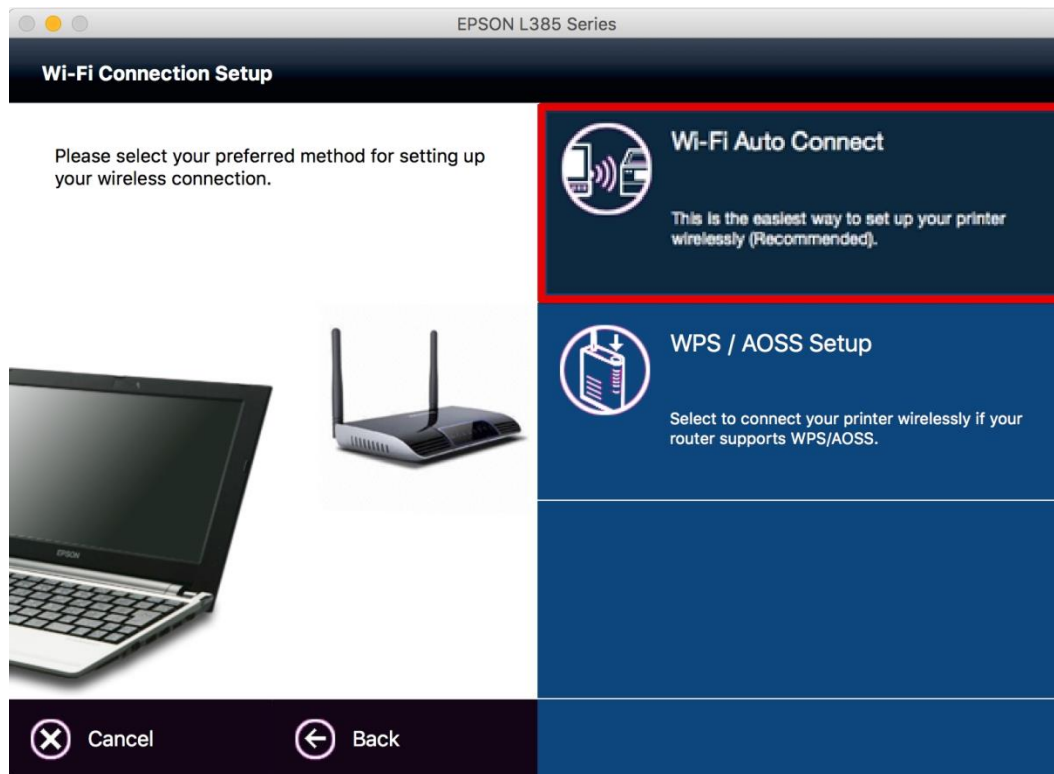 EPSON L385 Series
Wi-Fi Connection Setup
Please select your preferred method for setting up
your wireless connection.
Wi-Fi Auto Connect
This is the easiest way to set up your printer
wirelessly (Recommended).
WPS / AOSS Setup
Select to connect your printer wirelessly if your
router supports WPS/AOSS.
EPSON
Cancel
Back